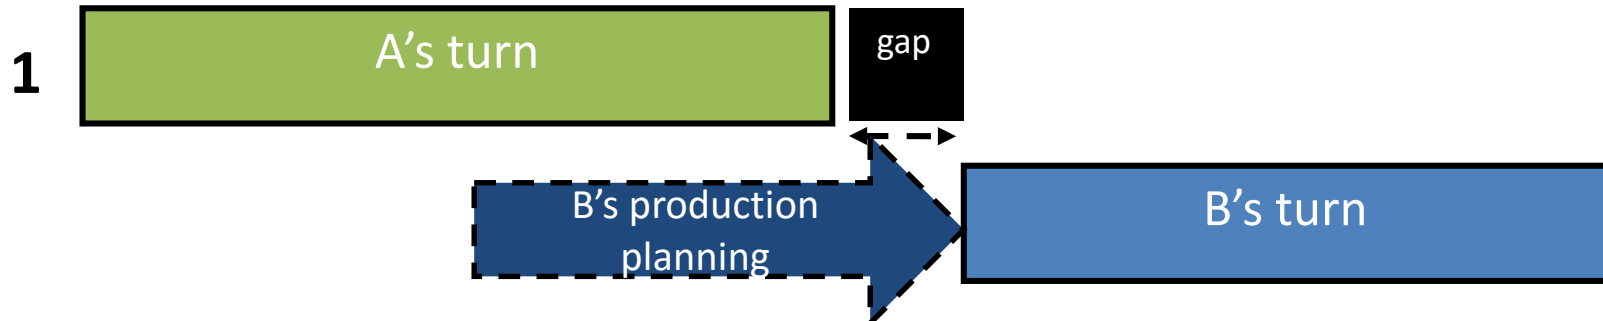 1
A’s turn
gap
B’s production
planning
B’s turn